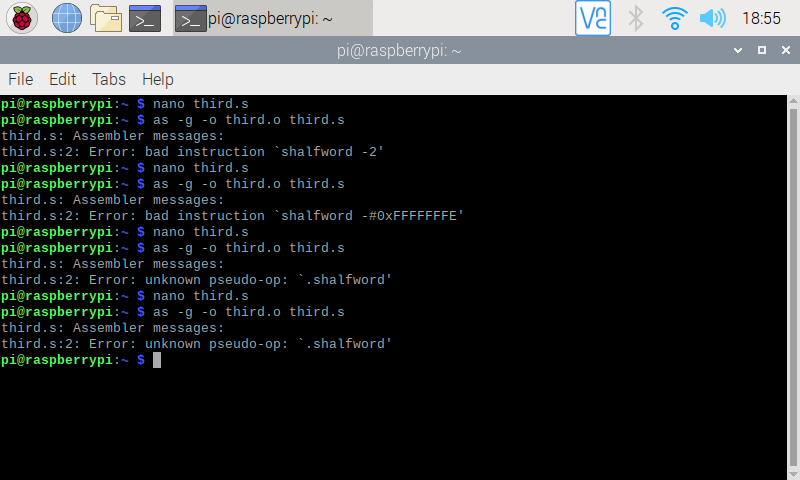 pi@raspberrypi: ~
18:55
pi@raspberrypi: ~
File Edit Tabs Help
pi@raspberrypi:~ $ nano third.s
pi@raspberrypi:~ $ as -g -o third.o third.s
third.s: Assembler messages:
third.s:2: Error: bad instruction `shalfword -2'
pi@raspberrypi:~ $ nano third.s
pi@raspberrypi:~ $ as -g -o third.o third.s
third.s: Assembler messages:
third.s:2: Error: bad instruction `shalfword -#0xFFFFFFFE'
pi@raspberrypi:~ $ nano third.s
pi@raspberrypi:~ $ as -g -o third.o third.s
third.s: Assembler messages:
third.s:2: Error: unknown pseudo-op: `.shalfword'
pi@raspberrypi:~ $ nano third.s
pi@raspberrypi:~ $ as -g -o third.o third.s
third.s: Assembler messages:
third.s:2: Error: unknown pseudo-op: `.shalfword'
pi@raspberrypi:~ $